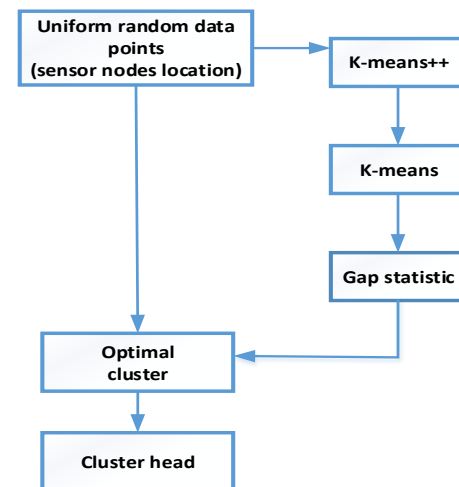 Uniform random data
points
(sensor nodes location)
K-means++
K-means
Gap statistic
Optimal
cluster
Cluster head